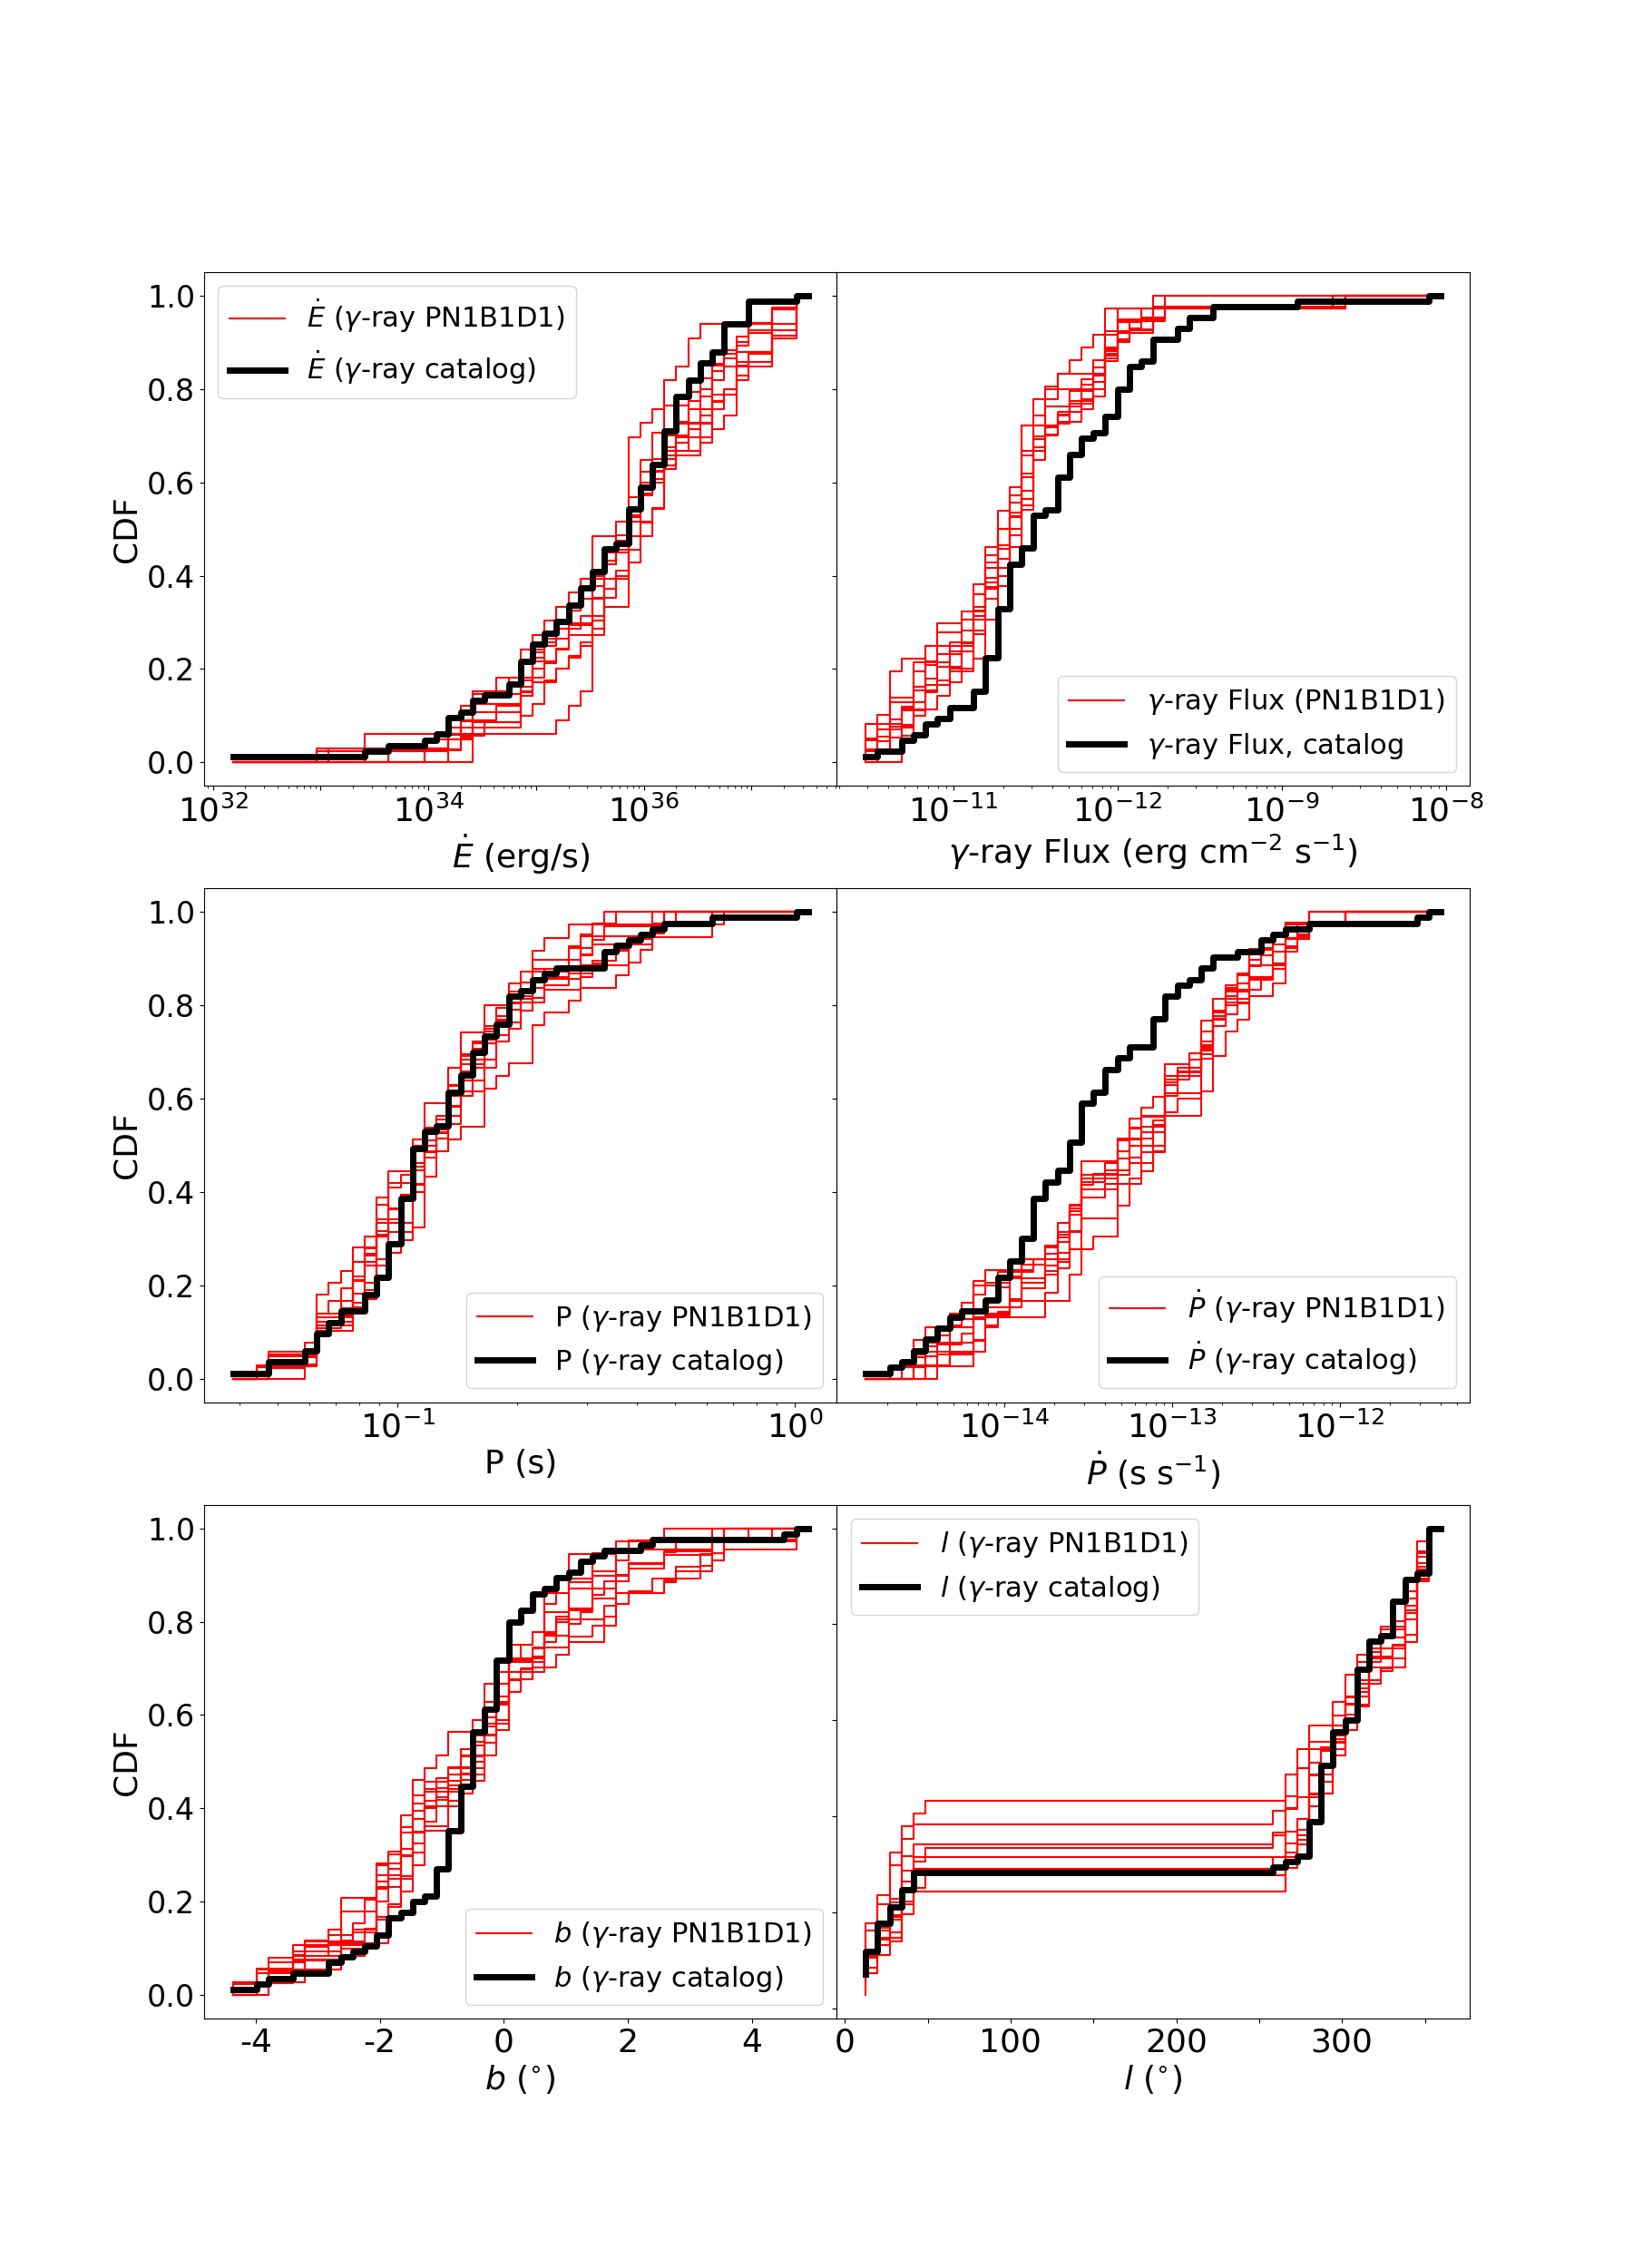 1.0
0.8
0.6
0.4
0.2
0.0
CDF
Ė (γ-ray PN1B1D1)
Ė (γ-ray catalog)
10³² 10³⁴ 10³⁶
Ė (erg/s)
γ-ray Flux (PN1B1D1)
γ-ray Flux, catalog
10⁻¹¹ 10⁻¹² 10⁻⁹ 10⁻⁸
γ-ray Flux (erg cm⁻² s⁻¹)
1.0
0.8
0.6
0.4
0.2
0.0
CDF
P (γ-ray PN1B1D1)
P (γ-ray catalog)
10⁻¹ 10⁰
P (s)
Ṗ (γ-ray PN1B1D1)
Ṗ (γ-ray catalog)
10⁻¹⁴ 10⁻¹³ 10⁻¹²
Ṗ (s s⁻¹)
1.0
0.8
0.6
0.4
0.2
0.0
CDF
b (γ-ray PN1B1D1)
b (γ-ray catalog)
-4 -2 0 2 4
b (°)
l (γ-ray PN1B1D1)
l (γ-ray catalog)
0 100 200 300
l (°)